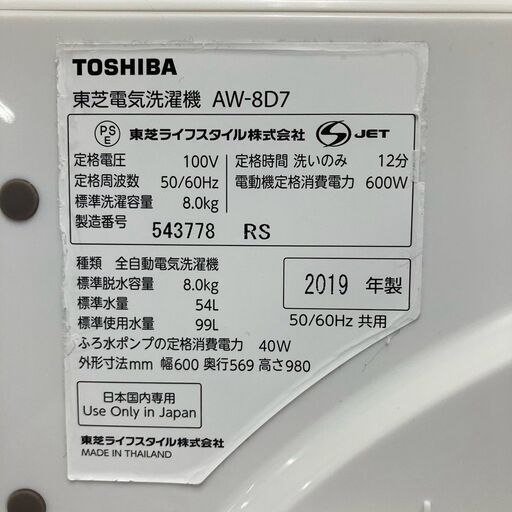 TOSHIBA
東芝電気洗濯機 AW-8D7
PS E 東芝ライフスタイル株式会社 S JET
定格電圧 100V 定格時間 洗いのみ 12分
定格周波数 50/60Hz 電動機定格消費電力 600W
標準洗濯容量 8.0kg
製造番号 543778 RS
種類 全自動電気洗濯機
標準脱水容量 8.0kg 2019 年製
標準水量 54L
標準使用水量 99L 50/60Hz 共用
ふろ水ポンプの定格消費電力 40W
外形寸法mm 幅600 奥行569 高さ980
日本国内専用
Use Only in Japan
東芝ライフスタイル株式会社
MADE IN THAILAND